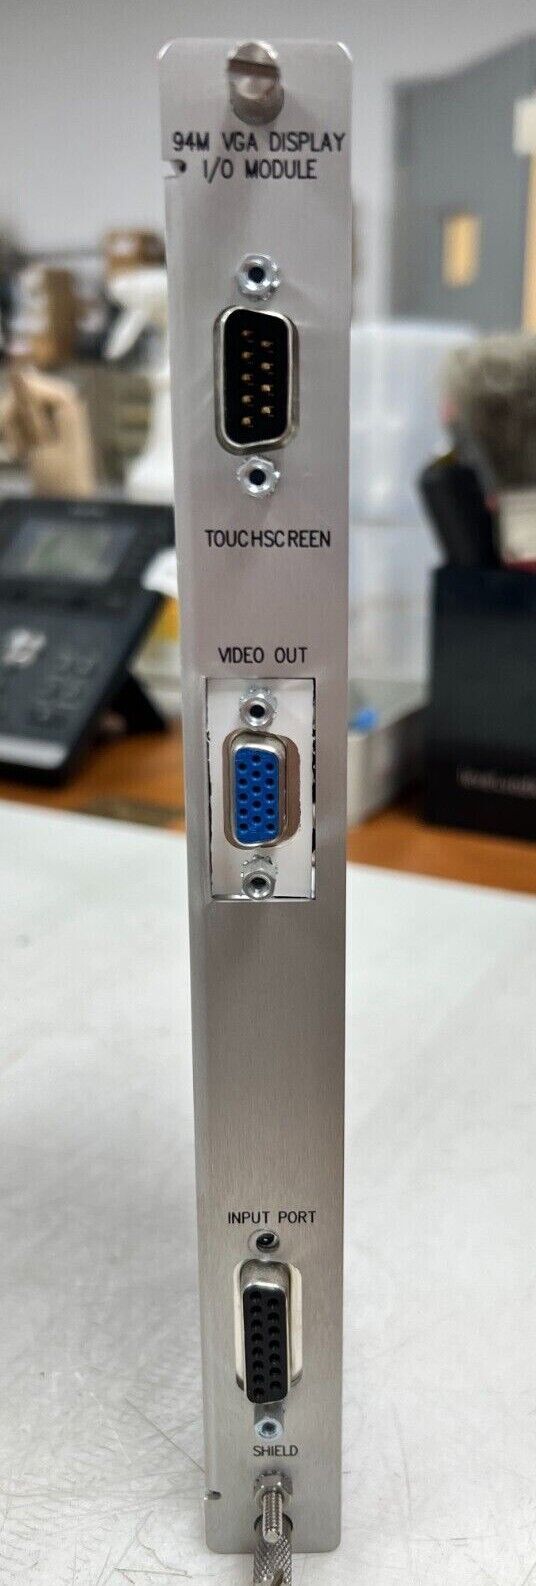 94M VGA DISPLAY
I/O MODULE
TOUCHSCREEN
VIDEO OUT
INPUT PORT
SHIELD